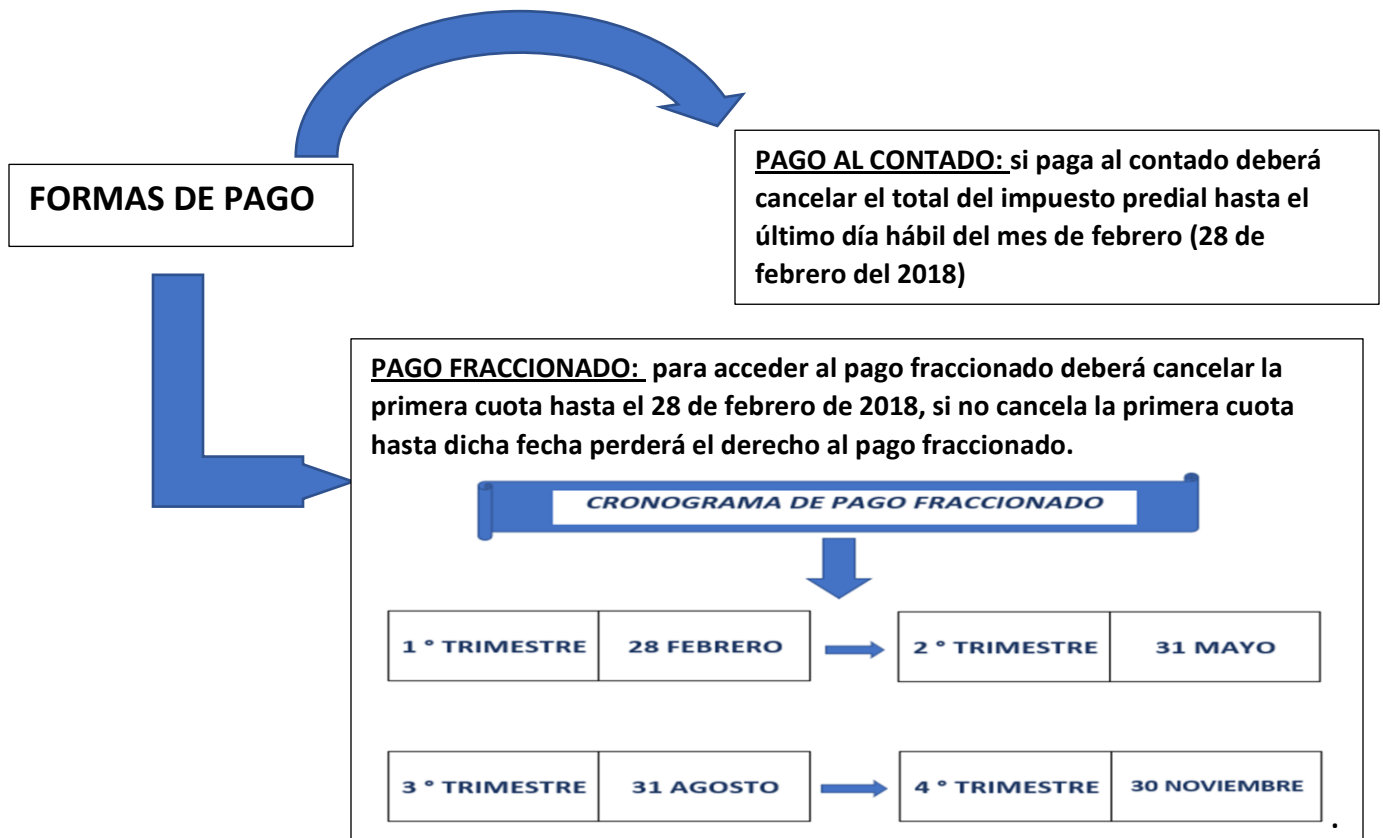 FORMAS DE PAGO
PAGO AL CONTADO: si paga al contado deberá
cancelar el total del impuesto predial hasta el
último día hábil del mes de febrero (28 de
febrero del 2018)
PAGO FRACCIONADO: para acceder al pago fraccionado deberá cancelar la
primera cuota hasta el 28 de febrero de 2018, si no cancela la primera cuota
hasta dicha fecha perderá el derecho al pago fraccionado.
CRONOGRAMA DE PAGO FRACCIONADO
1 ° TRIMESTRE 28 FEBRERO 2 ° TRIMESTRE 31 MAYO
3 ° TRIMESTRE 31 AGOSTO 4 ° TRIMESTRE 30 NOVIEMBRE .